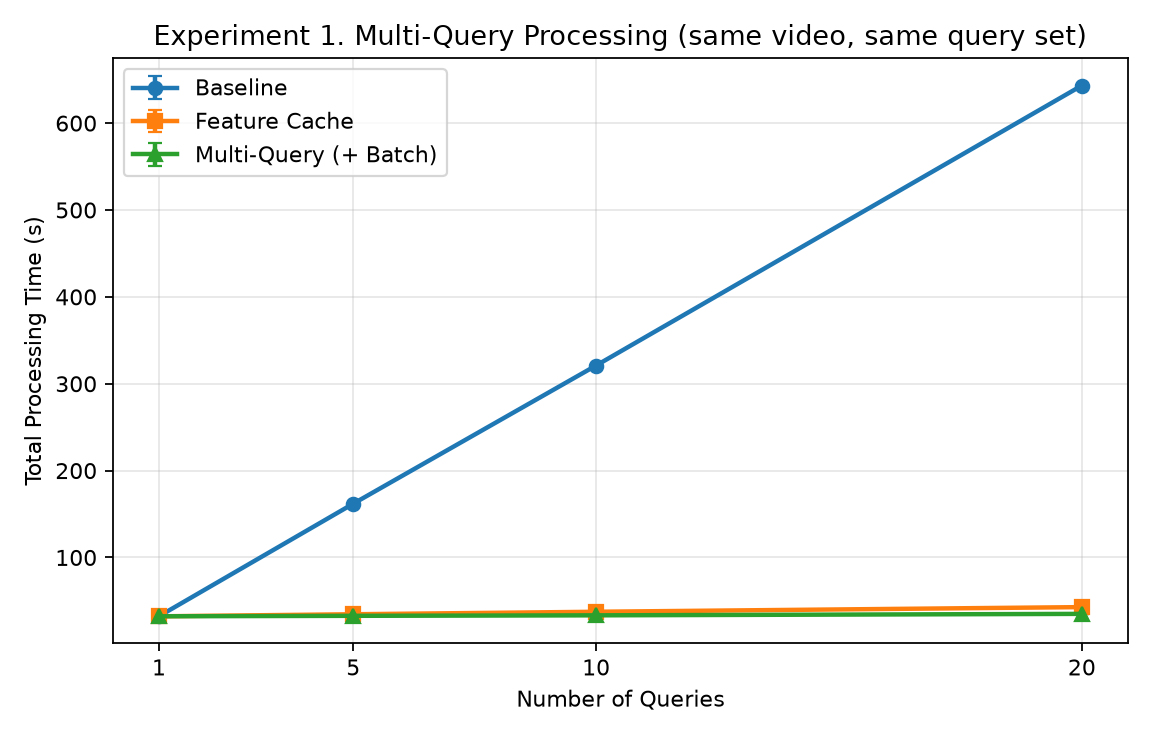 Experiment 1. Multi-Query Processing (same video, same query set)
Baseline
Feature Cache
Multi-Query (+ Batch)
Total Processing Time (s)
600
500
400
300
200
100
1 5 10 20
Number of Queries